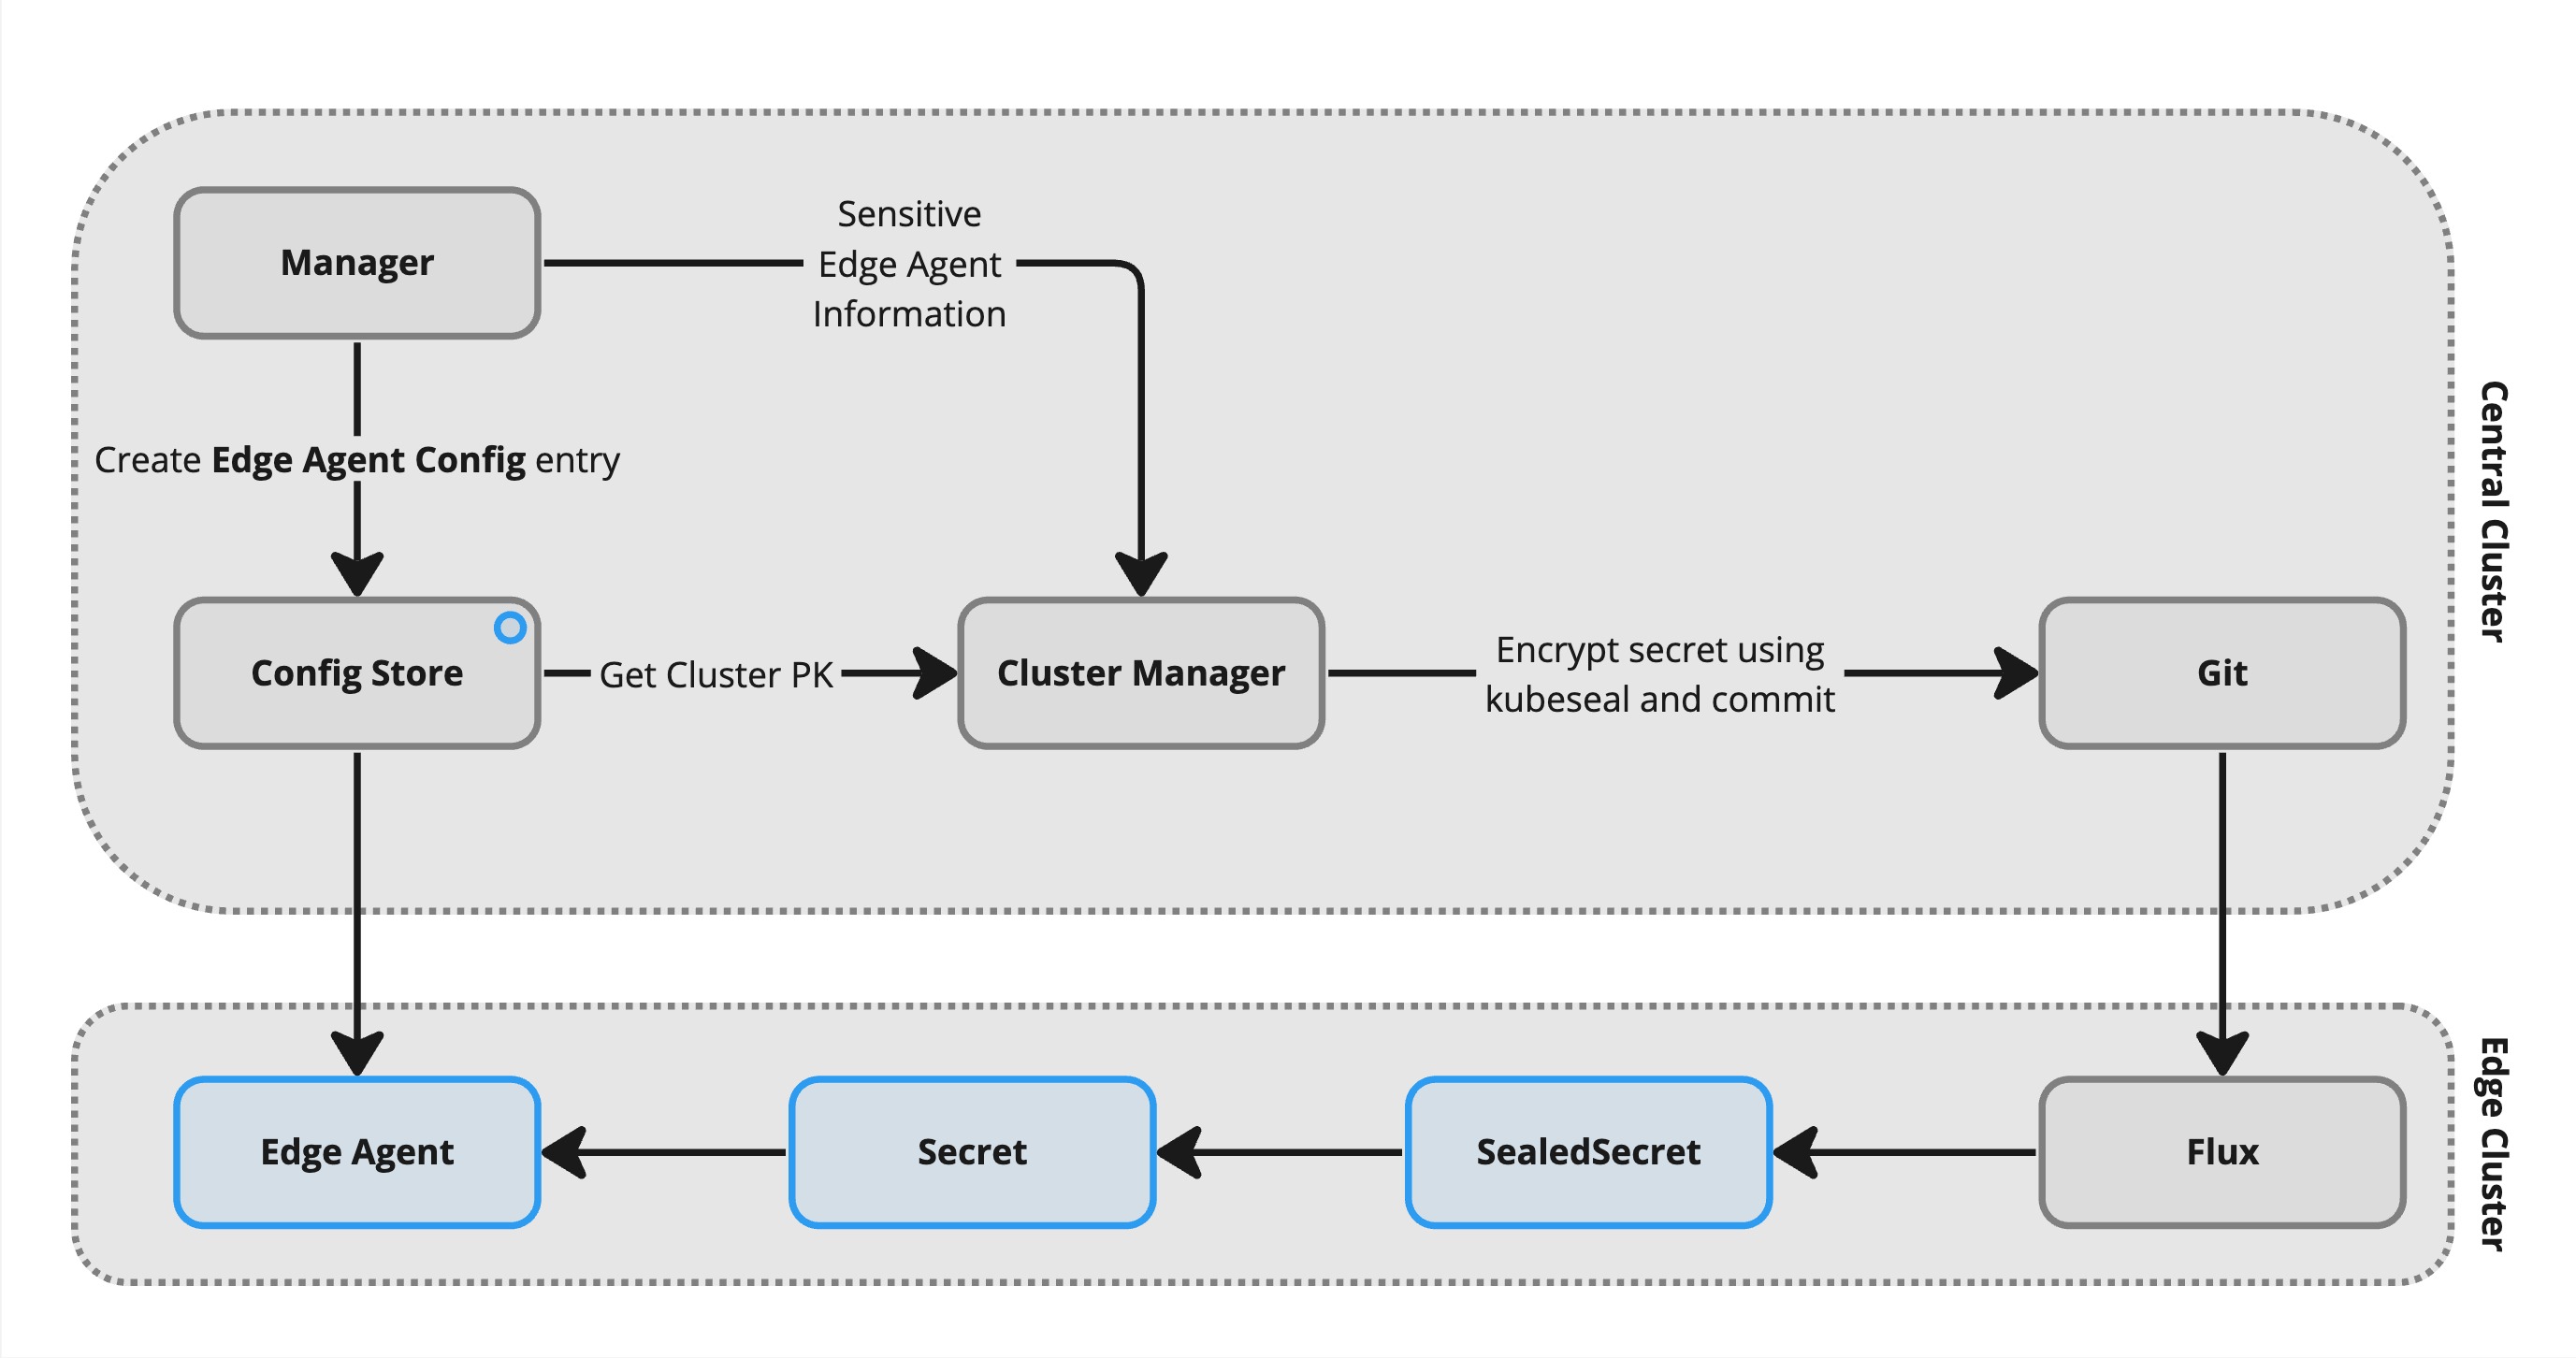 Sensitive
Edge Agent
Information
Manager
Create Edge Agent Config entry
Config Store
Get Cluster PK
Cluster Manager
Encrypt secret using
kubeseal and commit
Git
Central Cluster
Edge Agent
Secret
SealedSecret
Flux
Edge Cluster